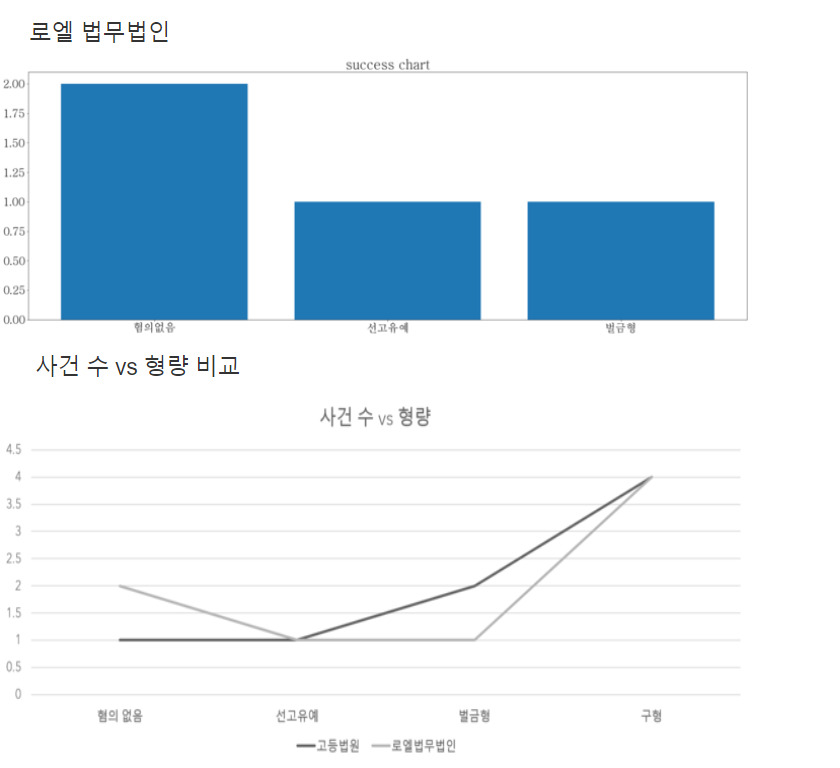 로엘 법무법인
success chart
2.00
1.75
1.50
1.25
1.00
0.75
0.50
0.25
0.00
혐의없음 선고유예 벌금형
사건 수 vs 형량 비교
사건 수 vs 형량
4.5
4
3.5
3
2.5
2
1.5
1
0.5
0
혐의 없음 선고유예 벌금형 구형
고등법원 로엘법무법인